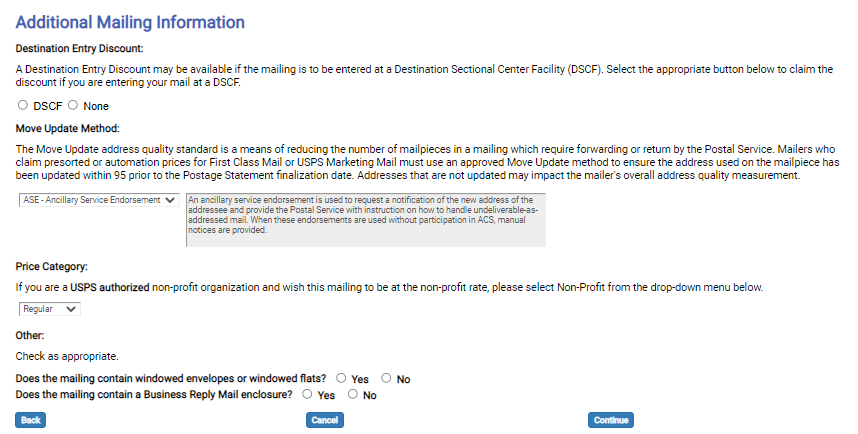 Additional Mailing Information
Destination Entry Discount:
A Destination Entry Discount may be available if the mailing is to be entered at a Destination Sectional Center Facility (DSCF). Select the appropriate button below to claim the
discount if you are entering your mail at a DSCF.
DSCF None
Move Update Method:
The Move Update address quality standard is a means of reducing the number of mailpieces in a mailing which require forwarding or return by the Postal Service. Mailers who
claim presorted or automation prices for First Class Mail or USPS Marketing Mail must use an approved Move Update method to ensure the address used on the mailpiece has
been updated within 95 prior to the Postage Statement finalization date. Addresses that are not updated may impact the mailer's overall address quality measurement.
ASE - Ancillary Service Endorsement
An ancillary service endorsement is used to request a notification of the new address of the
addressee and provide the Postal Service with instruction on how to handle undeliverable-as-
addressed mail. When these endorsements are used without participation in ACS, manual
notices are provided.
Price Category:
If you are a USPS authorized non-profit organization and wish this mailing to be at the non-profit rate, please select Non-Profit from the drop-down menu below.
Regular
Other:
Check as appropriate.
Does the mailing contain windowed envelopes or windowed flats? Yes No
Does the mailing contain a Business Reply Mail enclosure? Yes No
Back Cancel Continue